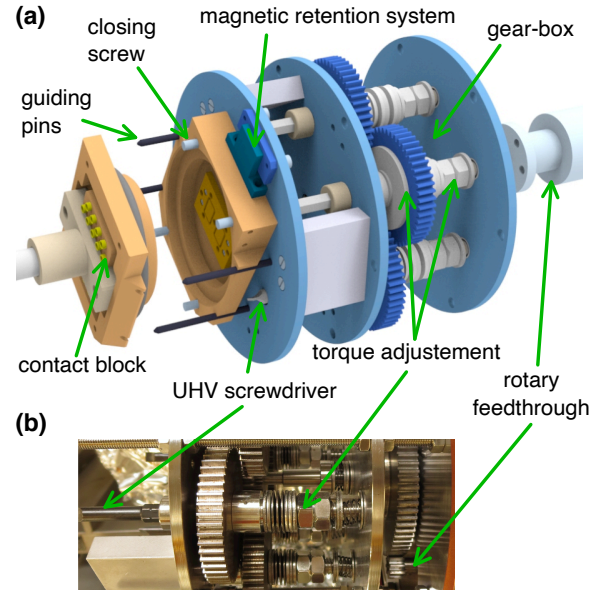 (a)
magnetic retention system
closing
screw
gear-box
guiding
pins
contact block
torque adjustement
UHV screwdriver
rotary
feedthrough
(b)